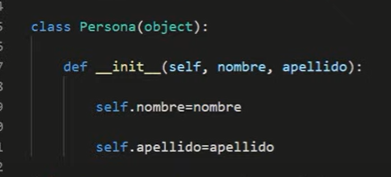 class Persona(object):
def __init__(self, nombre, apellido):
self.nombre=nombre
self.apellido=apellido